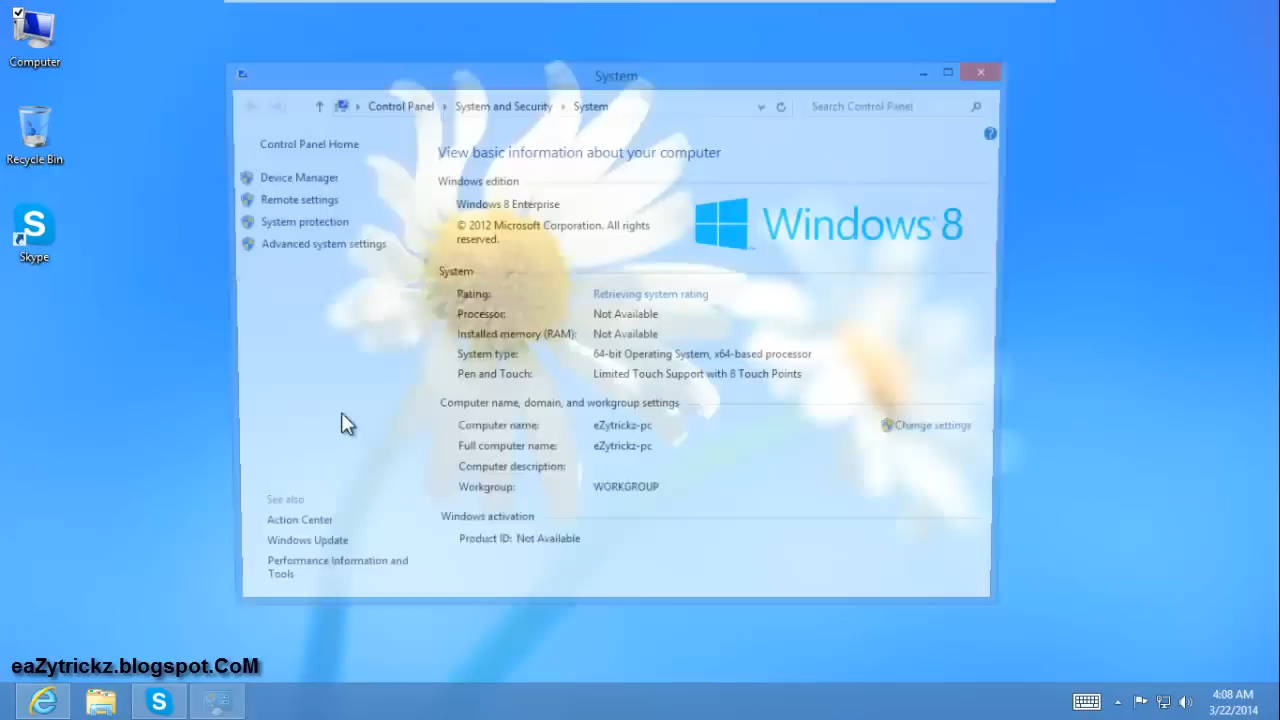 Computer
Recycle Bin
Skype
System
Control Panel
System and Security
System
Search Control Panel
Control Panel Home
Device Manager
Remote settings
System protection
Advanced system settings
See also
Action Center
Windows Update
Performance Information and
Tools
View basic information about your computer
Windows edition
Windows 8 Enterprise
© 2012 Microsoft Corporation. All rights
reserved.
Windows 8
System
Rating: Retrieving system rating
Processor: Not Available
Installed memory (RAM): Not Available
System type: 64-bit Operating System, x64-based processor
Pen and Touch: Limited Touch Support with 8 Touch Points
Computer name, domain, and workgroup settings
Computer name: eZytrickz-pc
Change settings
Full computer name: eZytrickz-pc
Computer description:
Workgroup: WORKGROUP
Windows activation
Product ID: Not Available
eaZytrickz.blogspot.CoM
4:08 AM
3/22/2014